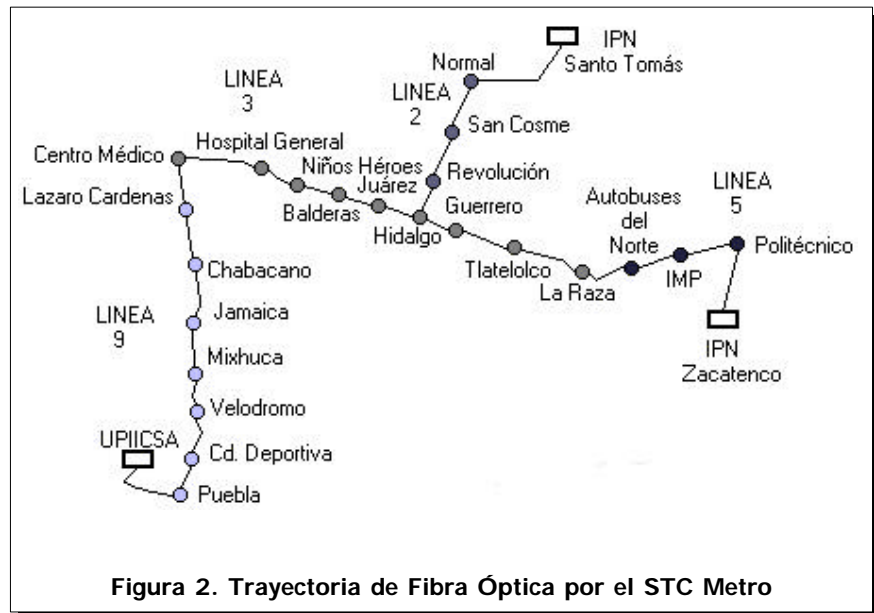 IPN
Santo Tomás
Normal
LINEA
3
LINEA
2
San Cosme
Hospital General
Centro Médico
Niños Héroes
Juárez
Revolución
Lazaro Cardenas
Balderas
Hidalgo
Guerrero
Autobuses
del
Norte
LINEA
5
Politécnico
Tlatelolco
La Raza
IMP
Chabacano
LINEA
9
Jamaica
IPN
Zacatenco
Mixhuca
Velodromo
UPIICSA
Cd. Deportiva
Puebla
Figura 2. Trayectoria de Fibra Óptica por el STC Metro